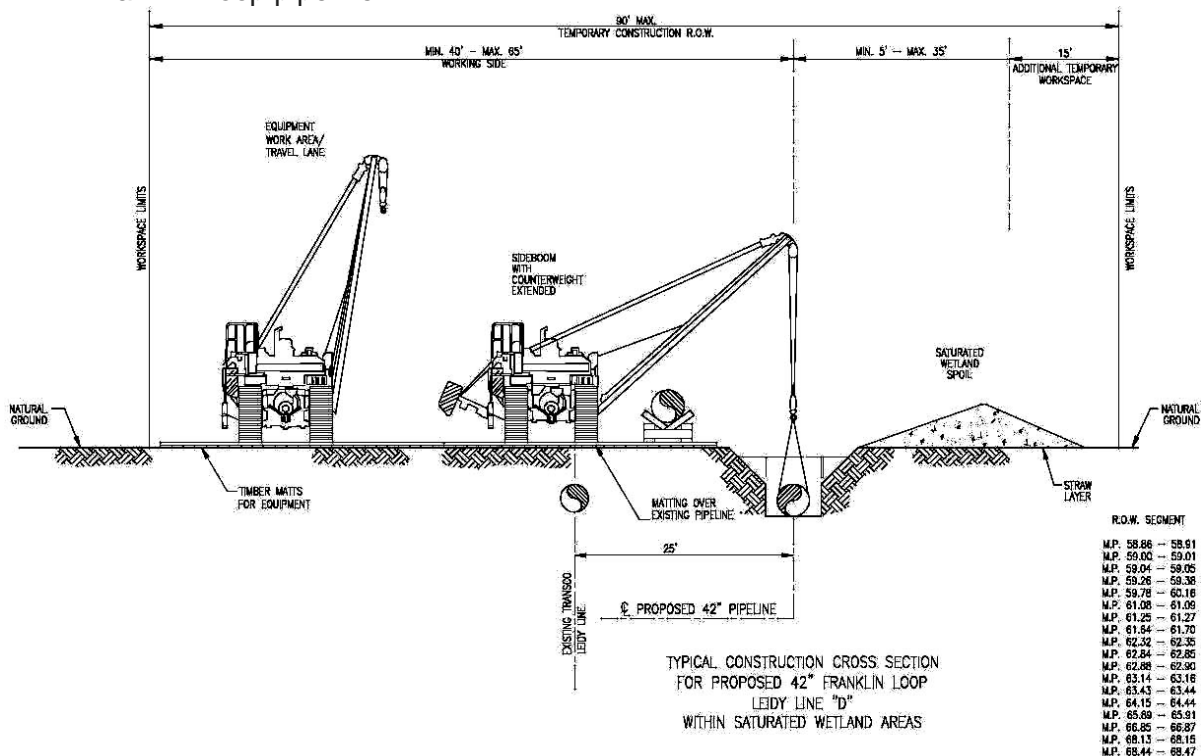 90' MAX.
TEMPORARY CONSTRUCTION R.O.W.
MIN. 40' - MAX. 65'
WORKING SIDE
MIN. 5' - MAX. 35'
15'
ADDITIONAL TEMPORARY
WORKSPACE
EQUIPMENT
WORK AREA/
TRAVEL LANE
WORKSPACE LIMITS
WORKSPACE LIMITS
SIDEBOOM
WITH
COUNTERWEIGHT
EXTENDED
SATURATED
WETLAND
SPOIL
NATURAL
GROUND
NATURAL
GROUND
TIMBER MATTS
FOR EQUIPMENT
MATTING OVER
EXISTING PIPELINE
STRAW
LAYER
25'
EXISTING TRANSCO
LEIDY LINE
℄ PROPOSED 42" PIPELINE
TYPICAL CONSTRUCTION CROSS SECTION
FOR PROPOSED 42" FRANKLIN LOOP
LEIDY LINE "D"
WITHIN SATURATED WETLAND AREAS
R.O.W. SEGMENT
M.P. 58.86 - 58.91
M.P. 59.00 - 59.01
M.P. 59.04 - 59.05
M.P. 59.26 - 59.38
M.P. 59.78 - 60.16
M.P. 61.08 - 61.09
M.P. 61.25 - 61.27
M.P. 61.64 - 61.70
M.P. 62.32 - 62.35
M.P. 62.84 - 62.85
M.P. 62.88 - 62.90
M.P. 63.14 - 63.16
M.P. 63.43 - 63.44
M.P. 64.15 - 64.44
M.P. 65.89 - 65.91
M.P. 66.85 - 66.87
M.P. 68.13 - 68.15
M.P. 68.44 - 68.47